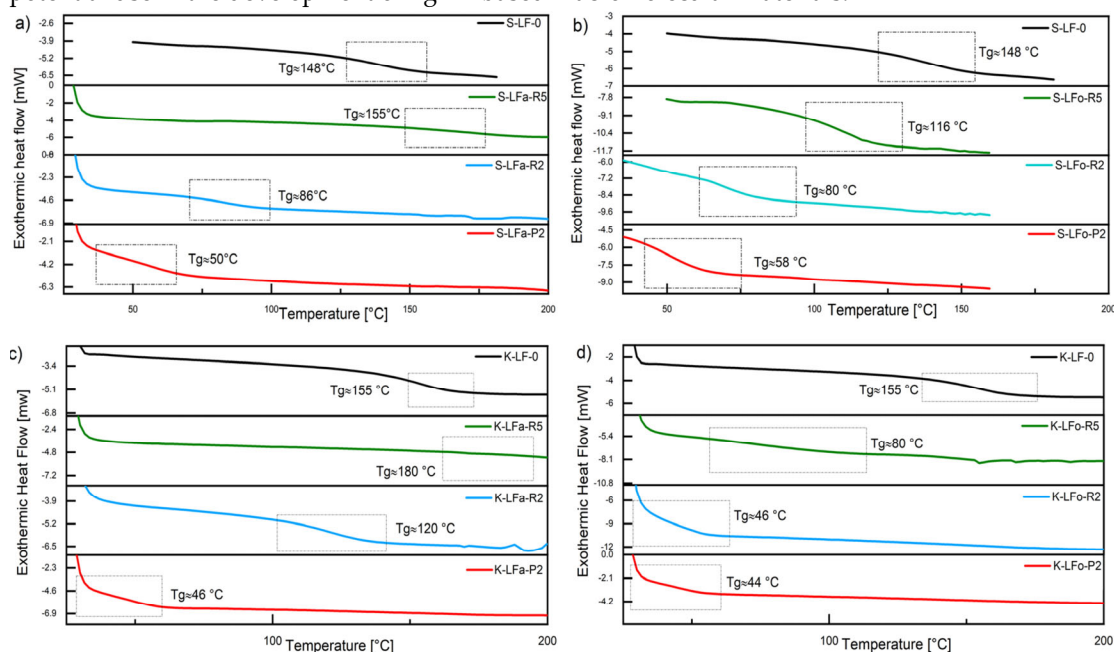 a)
S-LF-0
-2.6
-3.9
-5.2
-6.5
Tg≈148°C
S-LFa-R5
0
-2
-4
-6
Tg≈155°C
S-LFa-R2
-2.3
-4.6
-6.9
Tg≈86°C
S-LFa-P2
-2.1
-4.2
-6.3
Tg≈50°C
Exothermic heat flow [mW]
50
100
150
200
Temperature [°C]
b)
S-LF-0
-4
-5
-7
Tg≈148 °C
S-LFo-R5
-7.8
-9.1
-10.4
-11.7
Tg≈116 °C
S-LFo-R2
-6.0
-7.2
-8.4
-9.6
Tg≈80 °C
S-LFo-P2
-4.5
-6.0
-7.5
-9.0
Tg≈58 °C
Exothermic heat flow [mW]
50
100
150
200
Temperature [°C]
c)
K-LF-0
-3.4
-5.1
-6.8
Tg≈155 °C
K-LFa-R5
-2.4
-4.8
-7.2
Tg≈180 °C
K-LFa-R2
-3.9
-5.2
-6.5
Tg≈120 °C
K-LFa-P2
-2.3
-4.6
-6.9
Tg≈46 °C
Exothermic Heat Flow [mw]
100
200
Temperature [°C]
d)
K-LF-0
-2
-4
-6
Tg≈155 °C
K-LFo-R5
-5.4
-8.1
-10.8
Tg≈80 °C
K-LFo-R2
-6
-9
-12
Tg≈46 °C
K-LFo-P2
0.0
-2.1
-4.2
Tg≈44 °C
Exothermic Heat Flow [mW]
100
200
Temperature [°C]